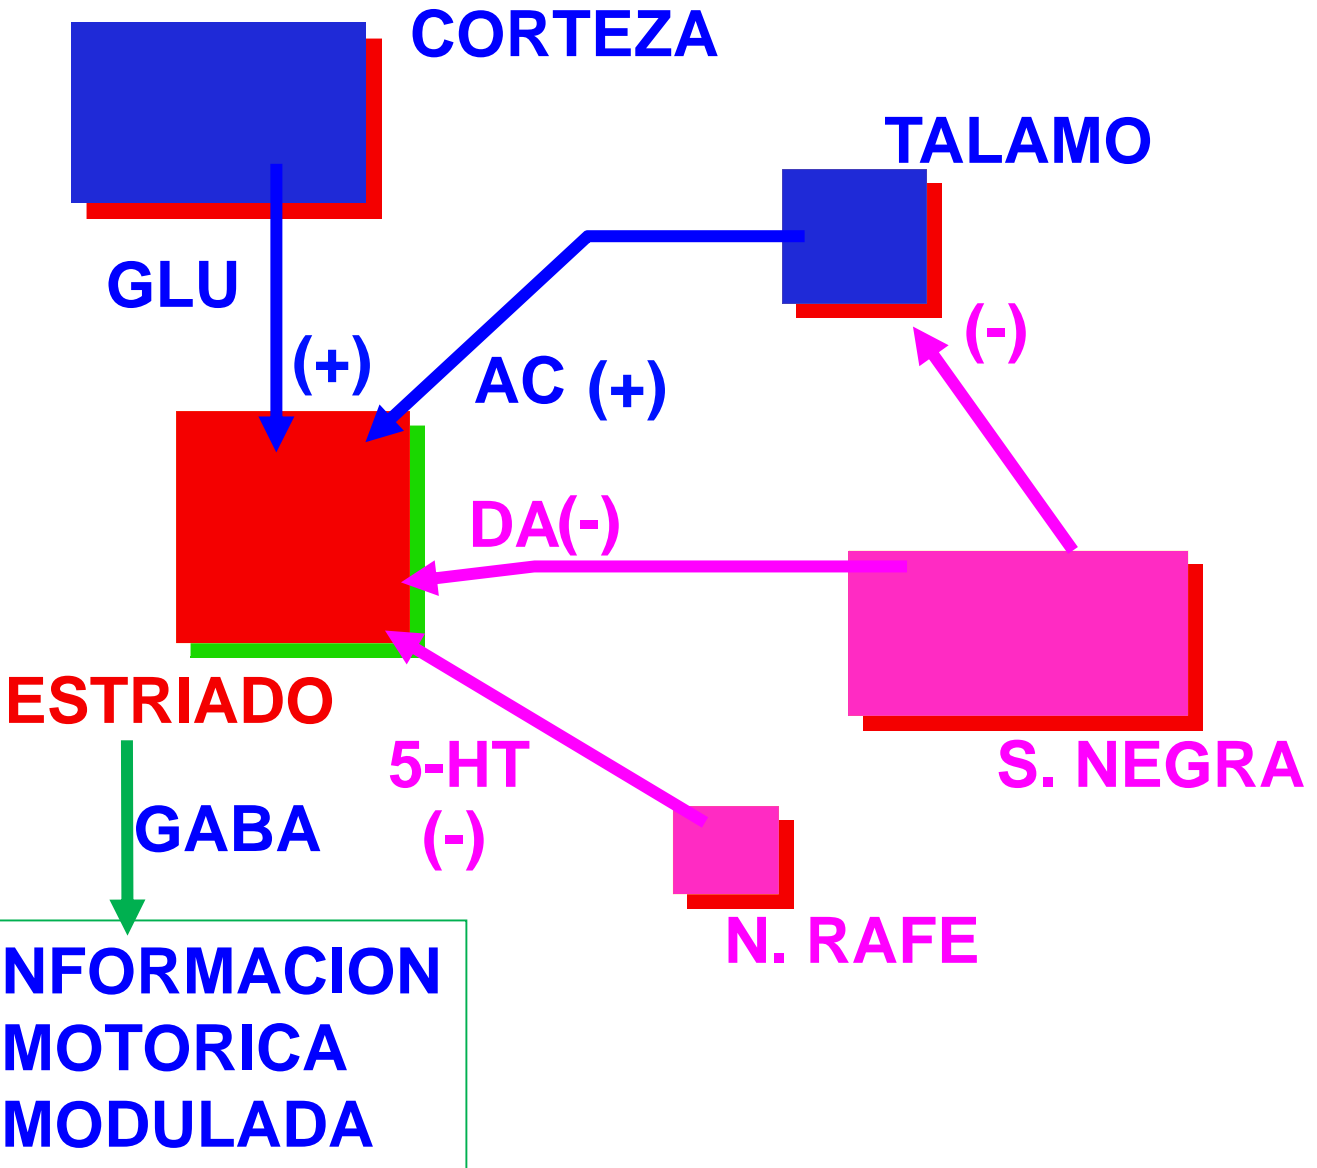 CORTEZA
TALAMO
GLU
(+)
(-)
AC (+)
DA(-)
ESTRIADO
5-HT
(-)
S. NEGRA
GABA
N. RAFE
NFORMACION
MOTORICA
MODULADA